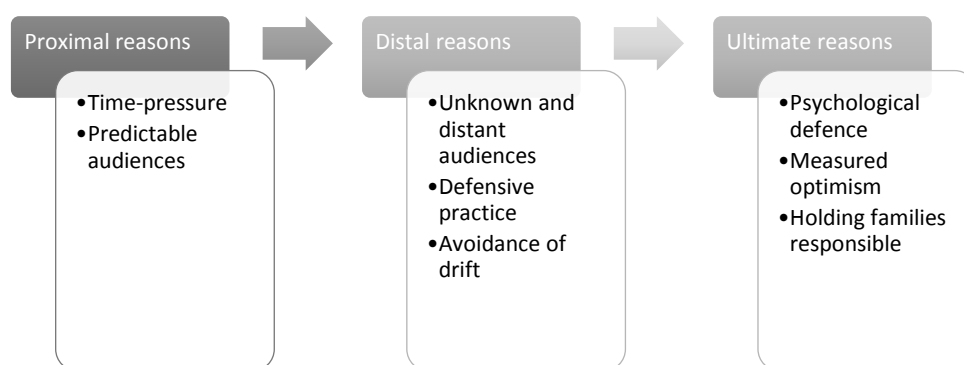 Proximal reasons
•Time-pressure
•Predictable
audiences
Distal reasons
•Unknown and
distant
audiences
•Defensive
practice
•Avoidance of
drift
Ultimate reasons
•Psychological
defence
•Measured
optimism
•Holding families
responsible